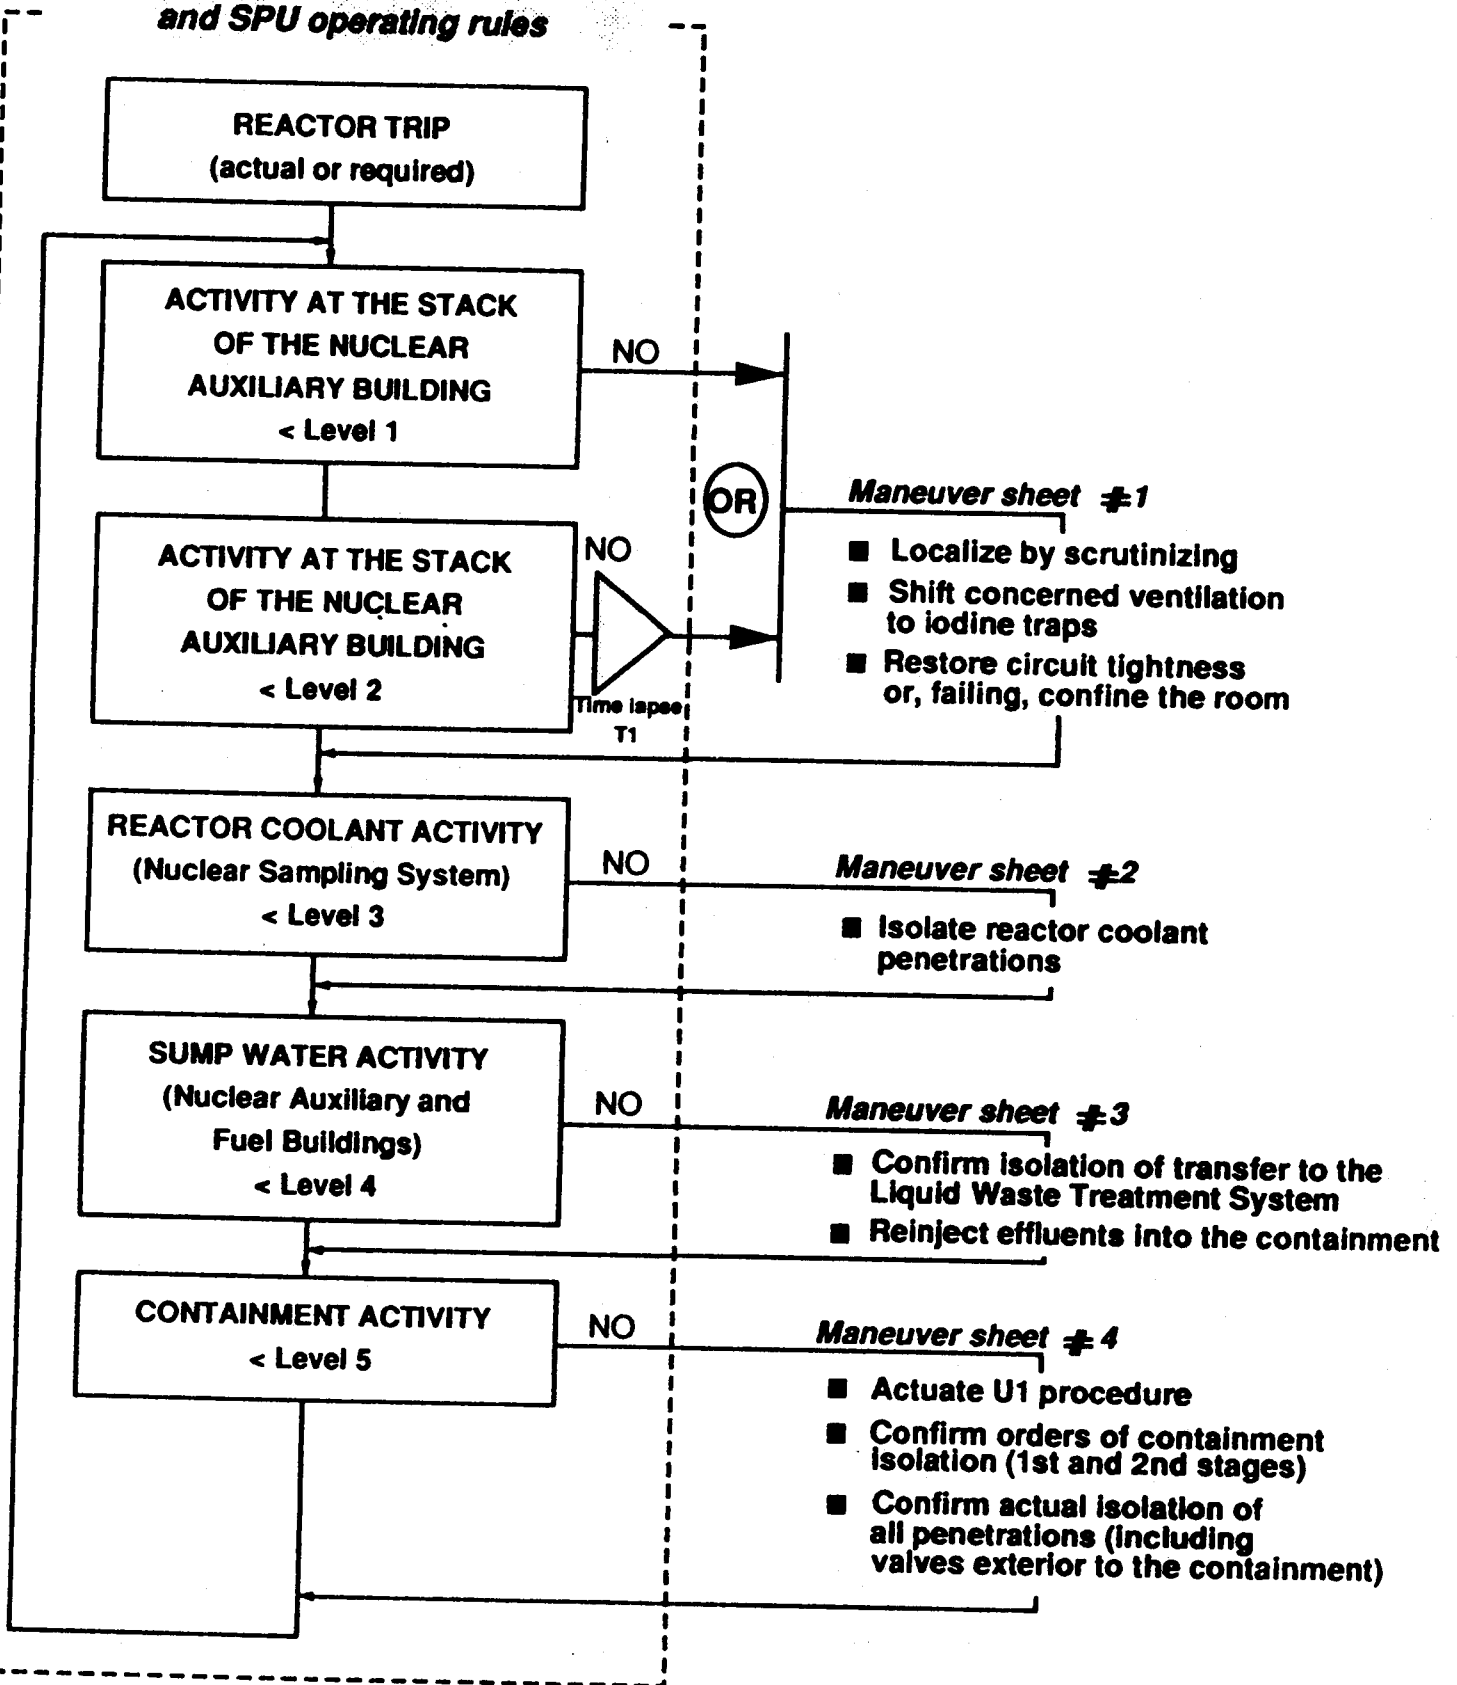 and SPU operating rules
REACTOR TRIP
(actual or required)
ACTIVITY AT THE STACK
OF THE NUCLEAR
AUXILIARY BUILDING
< Level 1
NO
ACTIVITY AT THE STACK
OF THE NUCLEAR
AUXILIARY BUILDING
< Level 2
NO
Time lapse
T1
OR
Maneuver sheet #1
■ Localize by scrutinizing
■ Shift concerned ventilation
to iodine traps
■ Restore circuit tightness
or, failing, confine the room
REACTOR COOLANT ACTIVITY
(Nuclear Sampling System)
< Level 3
NO
Maneuver sheet #2
■ Isolate reactor coolant
penetrations
SUMP WATER ACTIVITY
(Nuclear Auxiliary and
Fuel Buildings)
< Level 4
NO
Maneuver sheet #3
■ Confirm isolation of transfer to the
Liquid Waste Treatment System
■ Reinject effluents into the containment
CONTAINMENT ACTIVITY
< Level 5
NO
Maneuver sheet #4
■ Actuate U1 procedure
■ Confirm orders of containment
isolation (1st and 2nd stages)
■ Confirm actual isolation of
all penetrations (including
valves exterior to the containment)